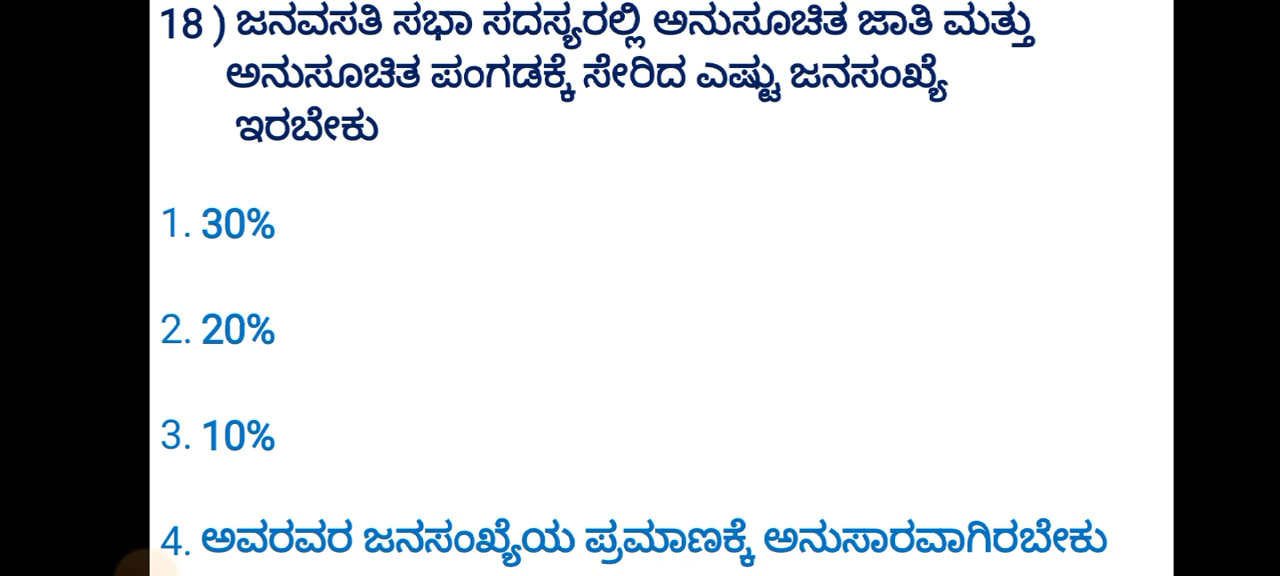 18 ) ಜನವಸತಿ ಸಭಾ ಸದಸ್ಯರಲ್ಲಿ ಅನುಸೂಚಿತ ಜಾತಿ ಮತ್ತು
ಅನುಸೂಚಿತ ಪಂಗಡಕ್ಕೆ ಸೇರಿದ ಎಷ್ಟು ಜನಸಂಖ್ಯೆ
ಇರಬೇಕು
1. 30%
2. 20%
3. 10%
4. ಅವರವರ ಜನಸಂಖ್ಯೆಯ ಪ್ರಮಾಣಕ್ಕೆ ಅನುಸಾರವಾಗಿರಬೇಕು